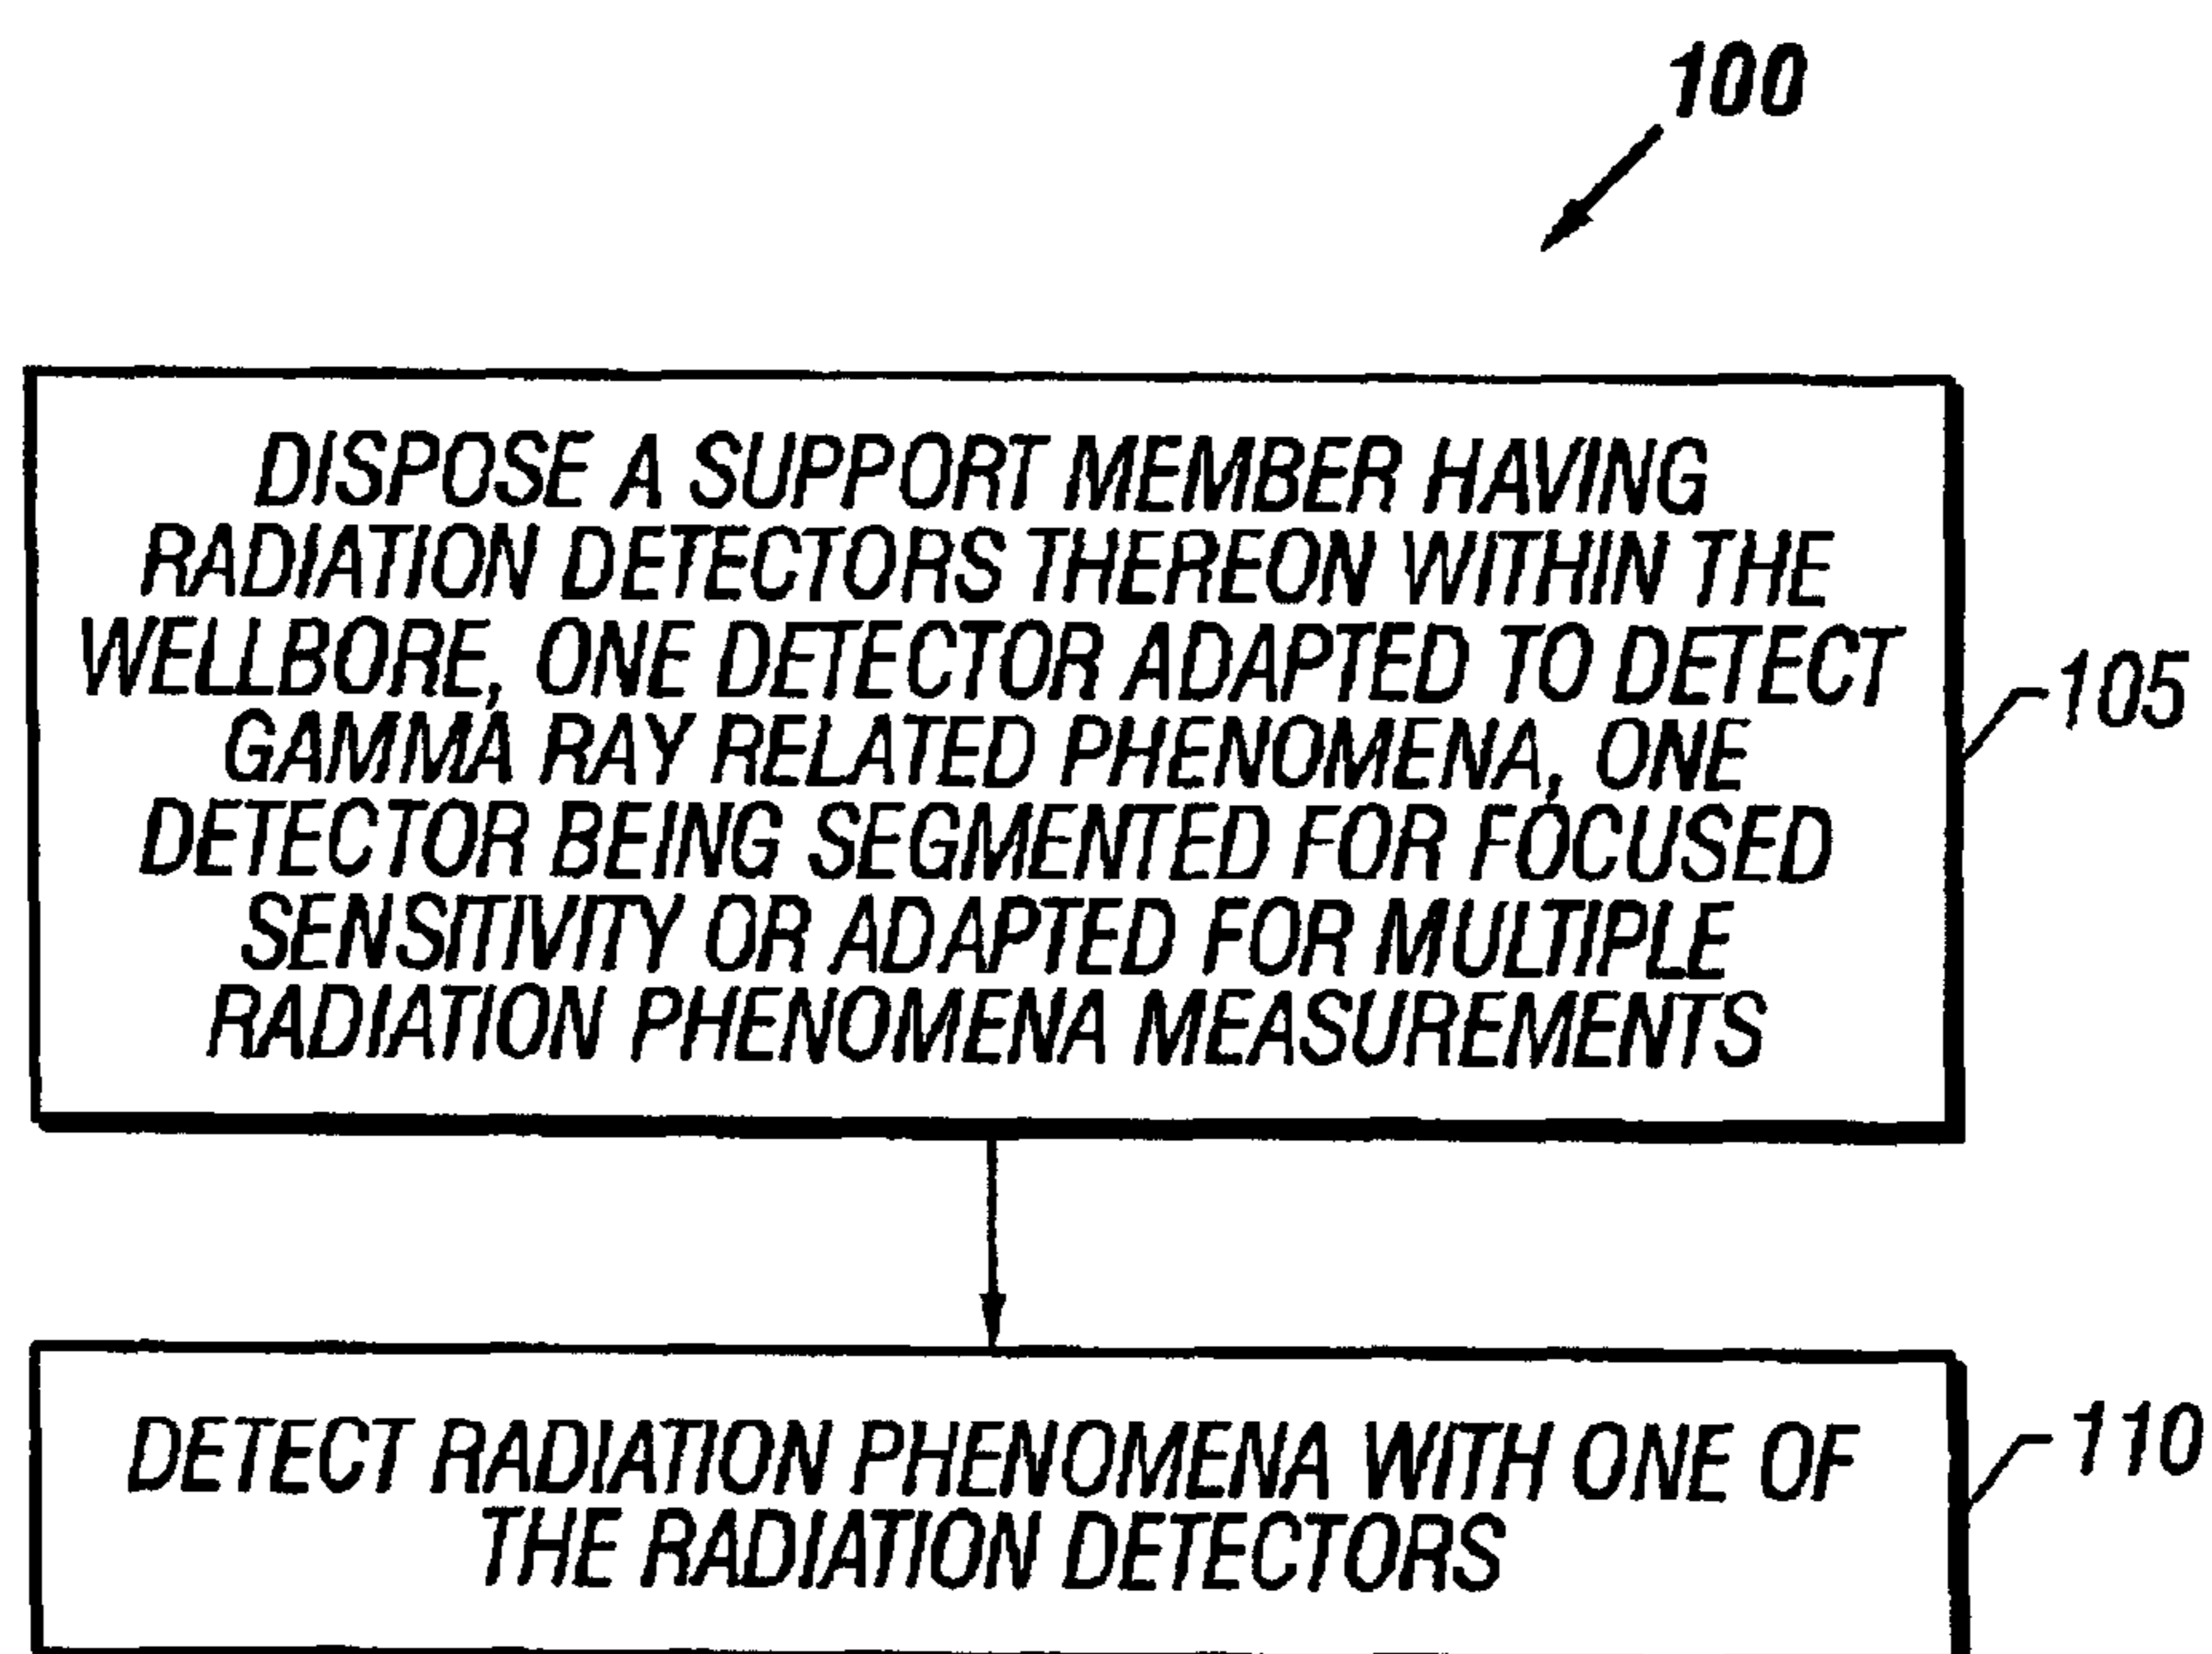 100
DISPOSE A SUPPORT MEMBER HAVING
RADIATION DETECTORS THEREON WITHIN THE
WELLBORE, ONE DETECTOR ADAPTED TO DETECT
GAMMA RAY RELATED PHENOMENA, ONE
DETECTOR BEING SEGMENTED FOR FOCUSED
SENSITIVITY OR ADAPTED FOR MULTIPLE
RADIATION PHENOMENA MEASUREMENTS
105
DETECT RADIATION PHENOMENA WITH ONE OF
THE RADIATION DETECTORS
110